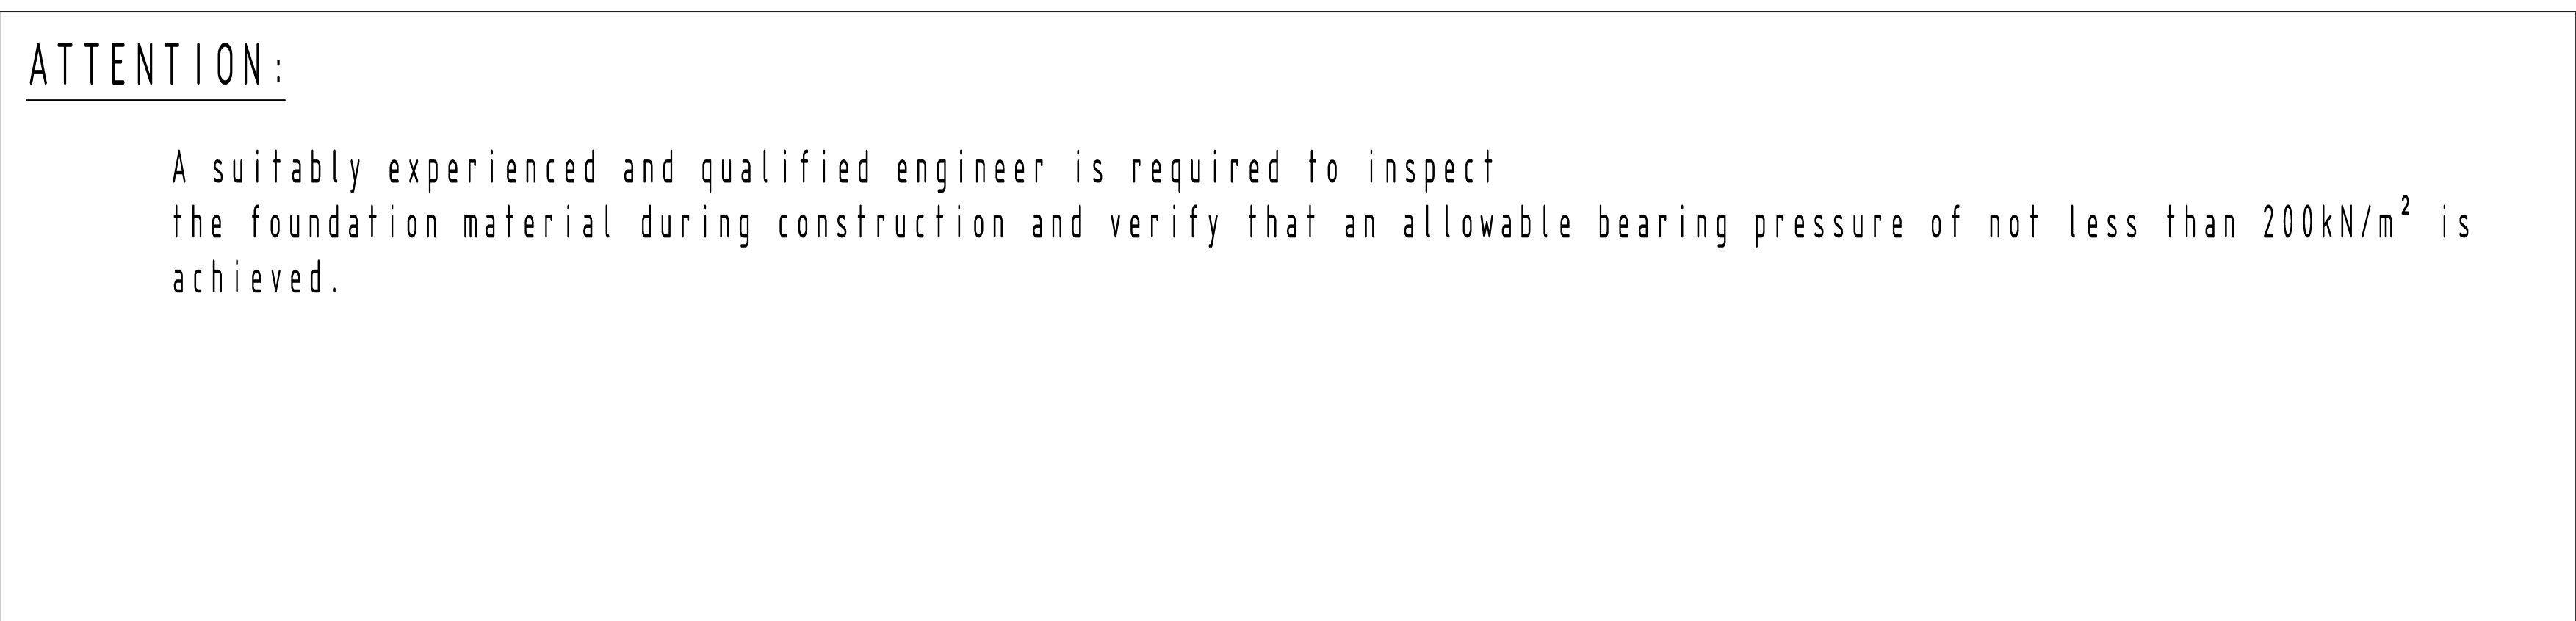 ATTENTION:
A suitably experienced and qualified engineer is required to inspect
the foundation material during construction and verify that an allowable bearing pressure of not less than 200kN/m² is
achieved.